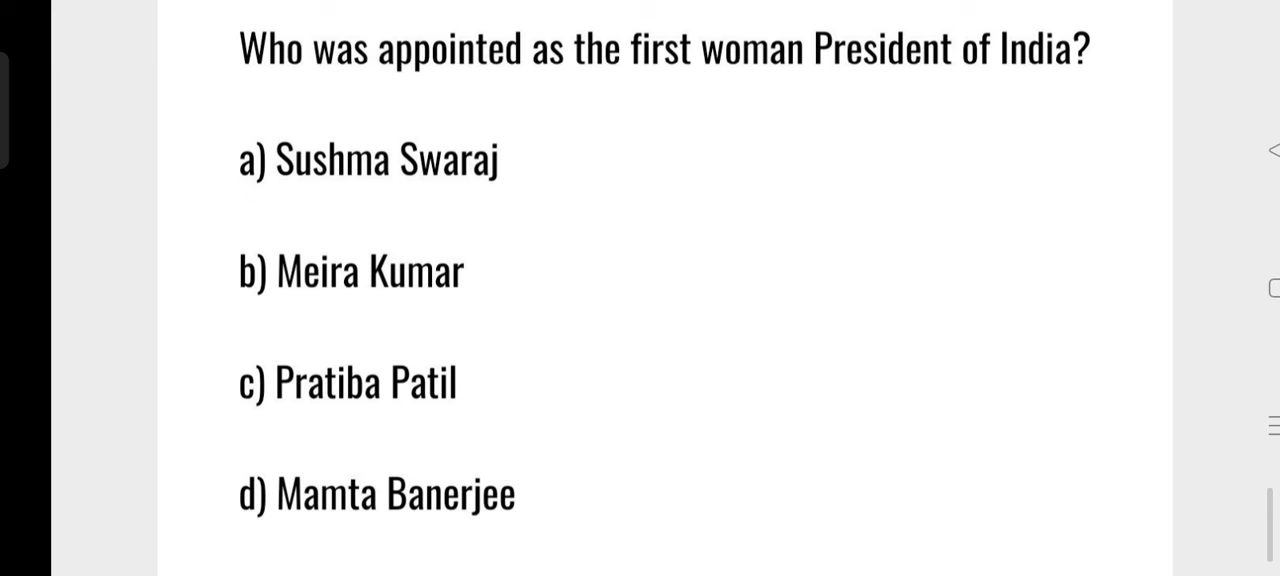 Who was appointed as the first woman President of India?
a) Sushma Swaraj
b) Meira Kumar
c) Pratiba Patil
d) Mamta Banerjee